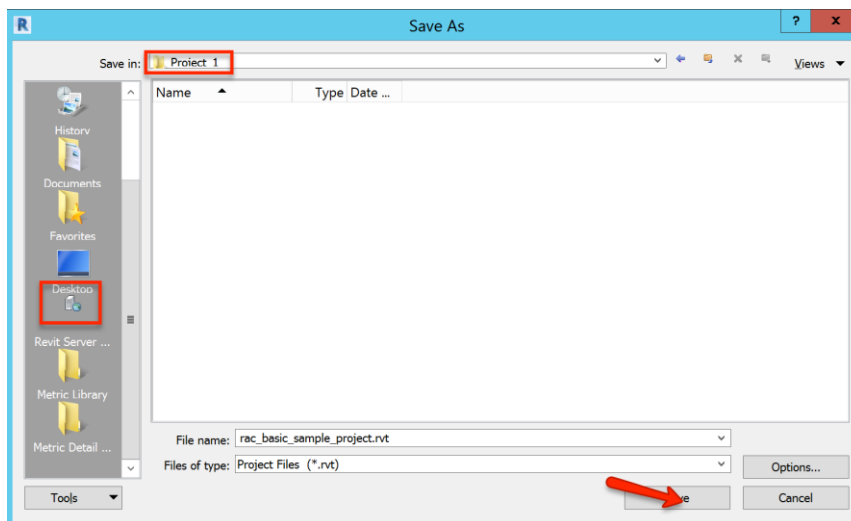 R
Save As
? x
Save in: Project 1
Views
Name Type Date ...
History
Documents
Favorites
Desktop
Revit Server ...
Metric Library
Metric Detail ...
File name: rac_basic_sample_project.rvt
Files of type: Project Files (*.rvt)
Options...
Tools
Cancel